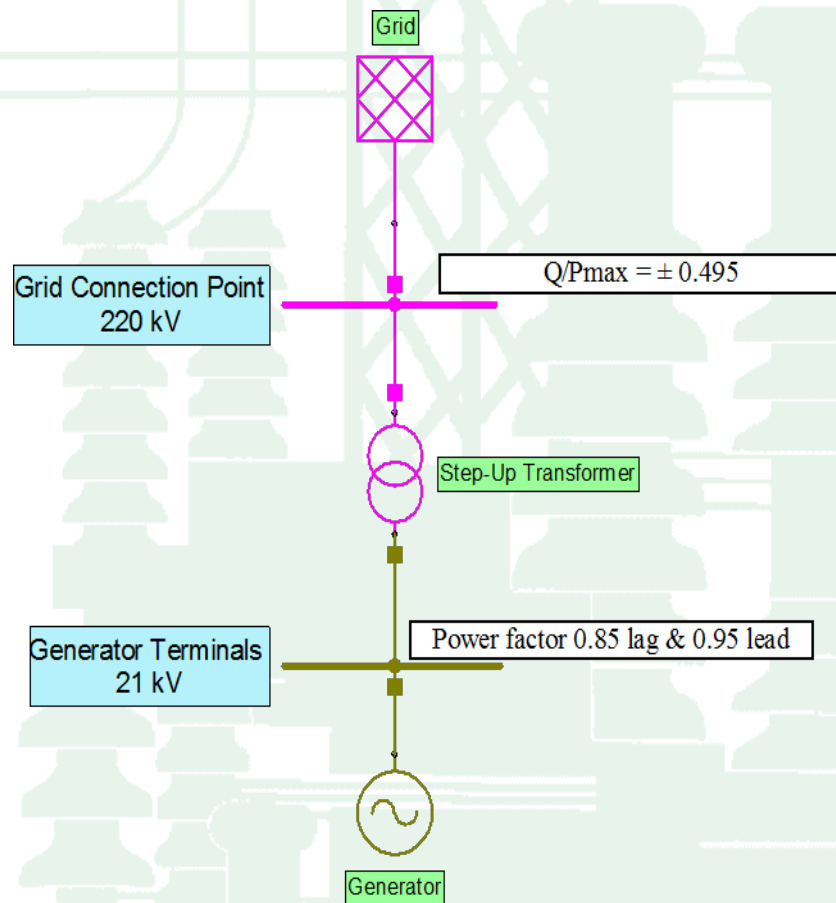 Grid
Q/Pmax = ± 0.495
Grid Connection Point
220 kV
Step-Up Transformer
Power factor 0.85 lag & 0.95 lead
Generator Terminals
21 kV
Generator